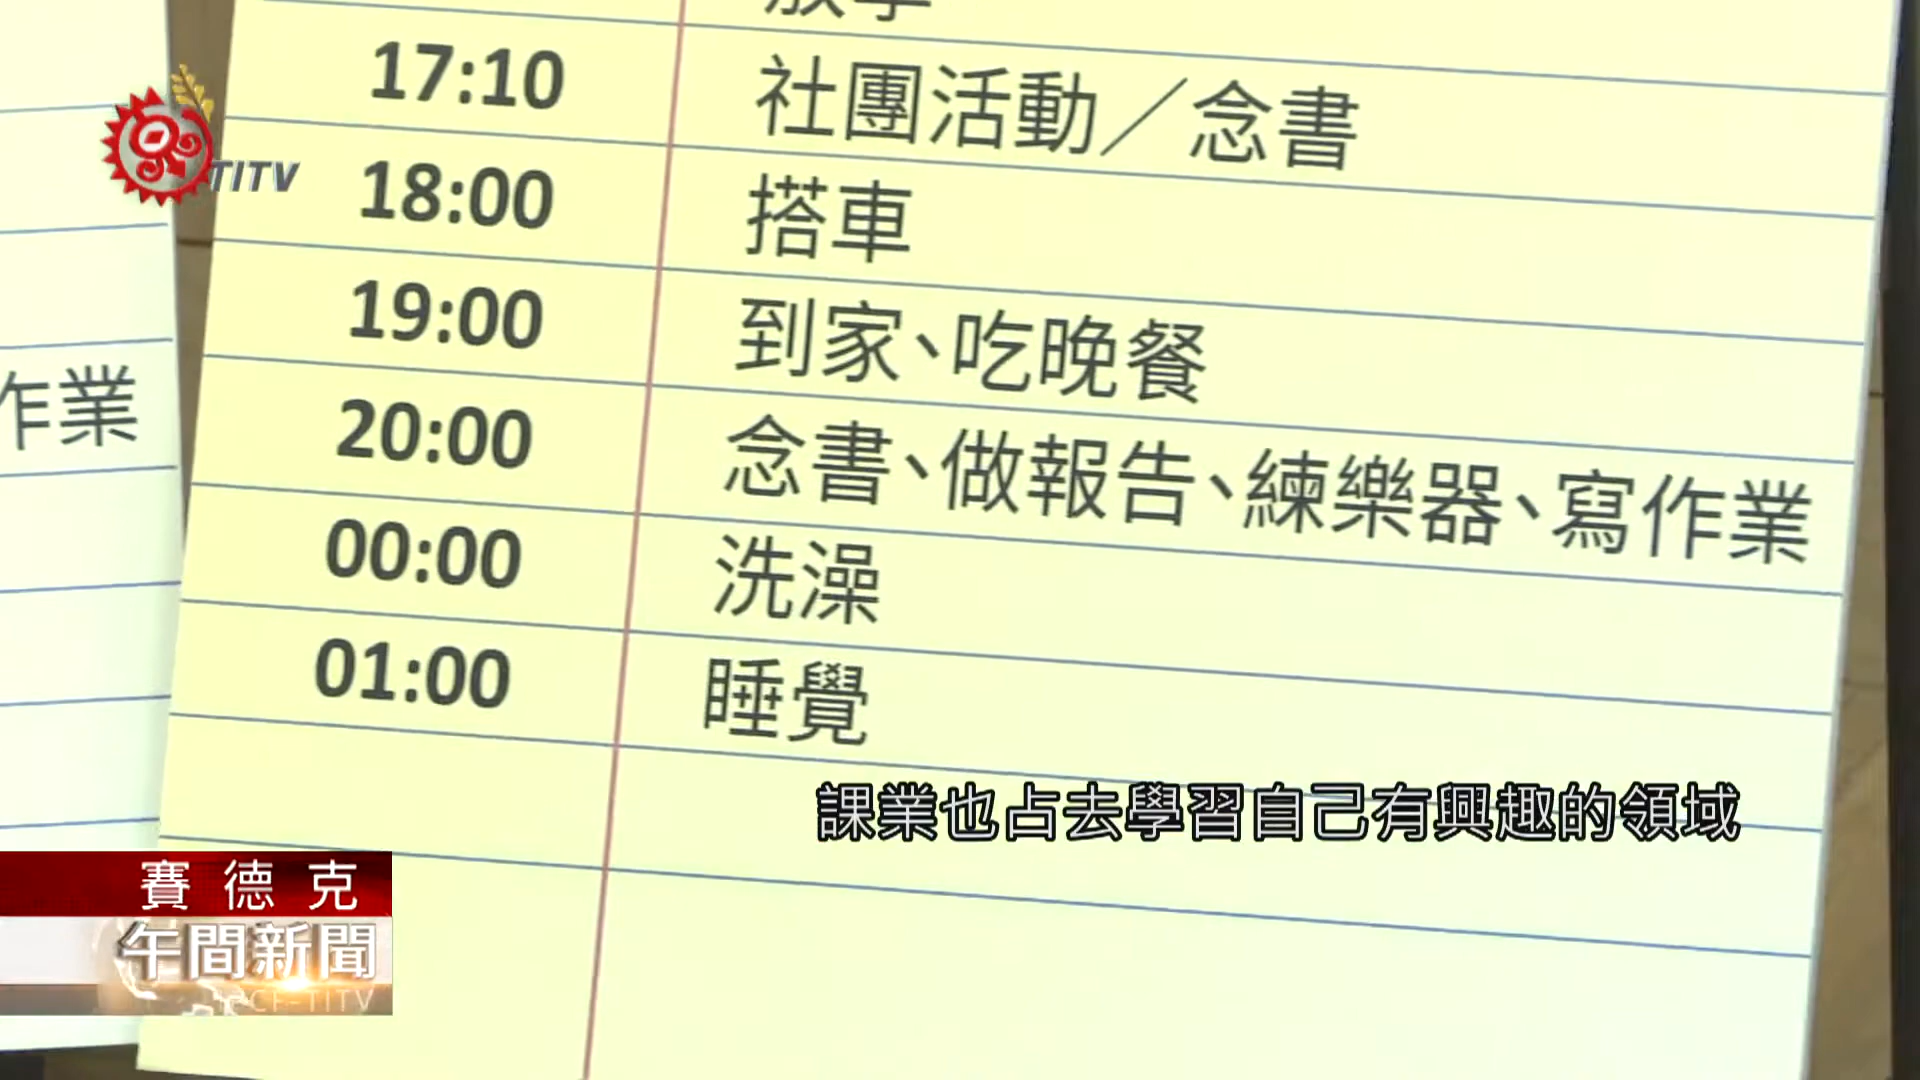 17:10 社團活動／念書
TITV
18:00 搭車
19:00 到家、吃晚餐
20:00 念書、做報告、練樂器、寫作業
作業
00:00 洗澡
01:00 睡覺
課業也占去學習自己有興趣的領域
賽德克
午間新聞